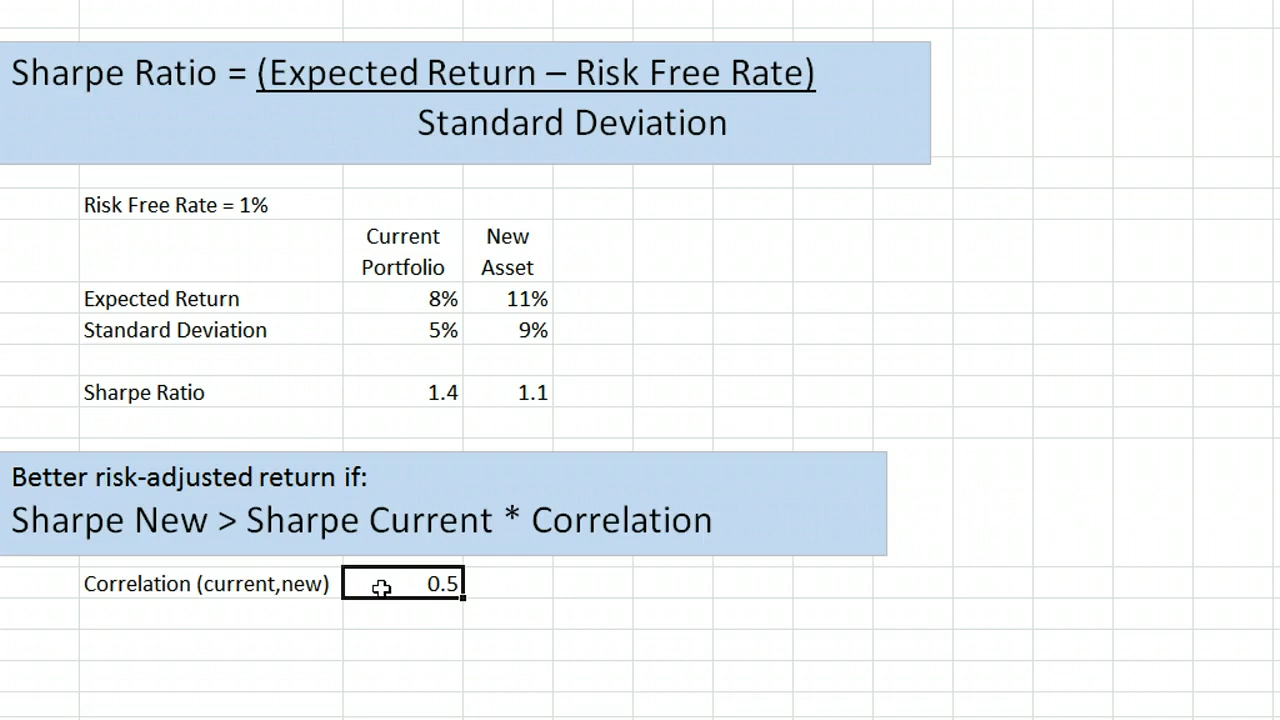 Sharpe Ratio = (Expected Return – Risk Free Rate)
Standard Deviation
Risk Free Rate = 1%
Current New
Portfolio Asset
Expected Return 8% 11%
Standard Deviation 5% 9%
Sharpe Ratio 1.4 1.1
Better risk-adjusted return if:
Sharpe New > Sharpe Current * Correlation
Correlation (current,new) 0.5